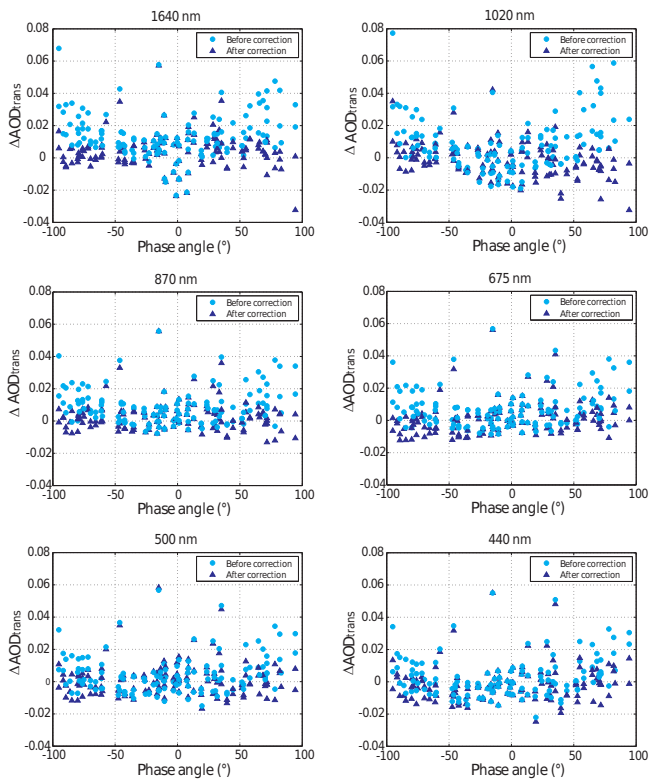 1640 nm
Before correction
After correction
0.08
0.06
0.04
0.02
0
-0.02
-0.04
ΔAODtrans
-100 -50 0 50 100
Phase angle (°)
1020 nm
Before correction
After correction
0.08
0.06
0.04
0.02
0
-0.02
-0.04
ΔAODtrans
-100 -50 0 50 100
Phase angle (°)
870 nm
Before correction
After correction
0.08
0.06
0.04
0.02
0
-0.02
-0.04
Δ AODtrans
-100 -50 0 50 100
Phase angle (°)
675 nm
Before correction
After correction
0.08
0.06
0.04
0.02
0
-0.02
-0.04
ΔAODtrans
-100 -50 0 50 100
Phase angle (°)
500 nm
Before correction
After correction
0.08
0.06
0.04
0.02
0
-0.02
-0.04
ΔAODtrans
-100 -50 0 50 100
Phase angle (°)
440 nm
Before correction
After correction
0.08
0.06
0.04
0.02
0
-0.02
-0.04
ΔAODtrans
-100 -50 0 50 100
Phase angle (°)